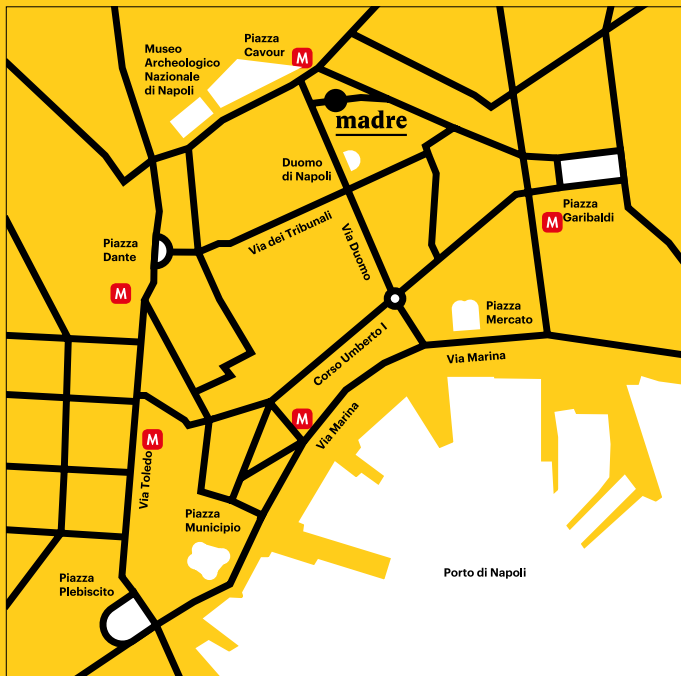 Piazza
Cavour
M
Museo
Archeologico
Nazionale
di Napoli
madre
Duomo
di Napoli
Piazza
Garibaldi
M
Via dei Tribunali
Via Duomo
Piazza
Dante
M
Piazza
Mercato
Corso Umberto I
Via Marina
Via Marina
M
M
Via Toledo
Piazza
Municipio
Porto di Napoli
Piazza
Plebiscito